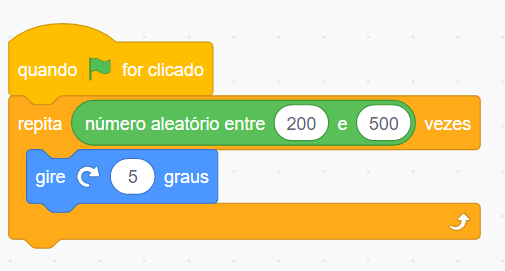 quando for clicado
repita número aleatório entre 200 e 500 vezes
gire 5 graus